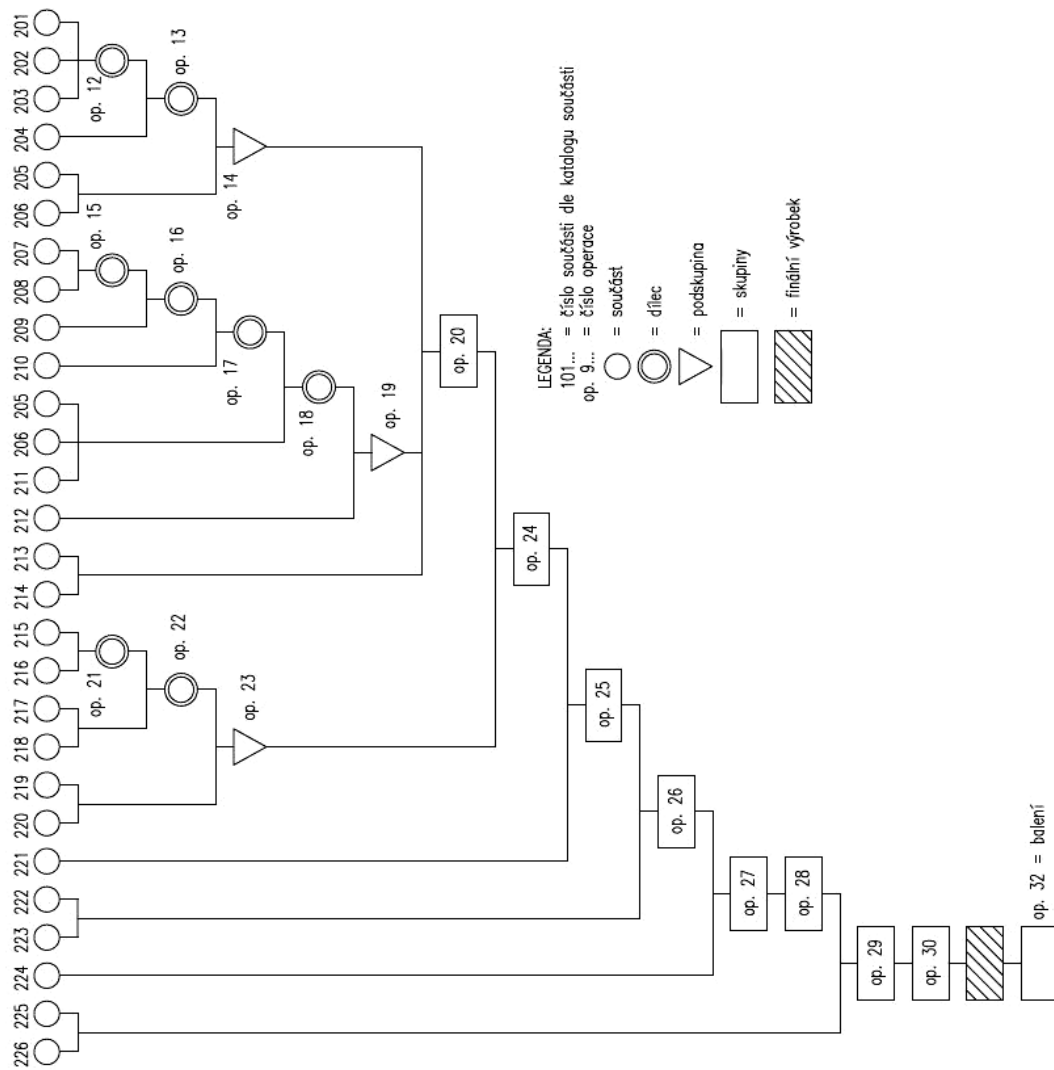 201
202
203
204
205
206
207
208
209
210
205
206
211
212
213
214
215
216
217
218
219
220
221
222
223
224
225
226
op. 12
op. 13
op. 14
op. 15
op. 16
op. 17
op. 18
op. 19
op. 20
op. 21
op. 22
op. 23
op. 24
op. 25
op. 26
op. 27
op. 28
op. 29
op. 30
op. 32 = balení
LEGENDA:
101... = číslo součásti dle katalogu součásti
op. 9... = číslo operace
= součást
= dílec
= podskupina
= skupiny
= finální výrobek